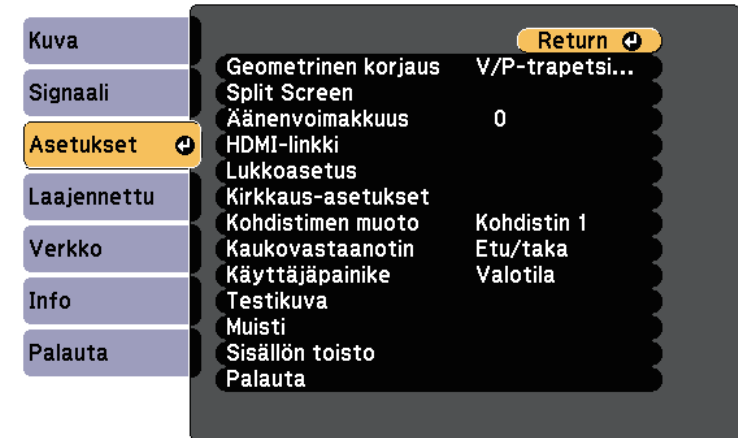 Kuva
Signaali
Asetukset
Laajennettu
Verkko
Info
Palauta
Return
Geometrinen korjaus V/P-trapetsi...
Split Screen
Äänenvoimakkuus 0
HDMI-linkki
Lukkoasetus
Kirkkaus-asetukset
Kohdistimen muoto Kohdistin 1
Kaukovastaanotin Etu/taka
Käyttäjäpainike Valotila
Testikuva
Muisti
Sisällön toisto
Palauta